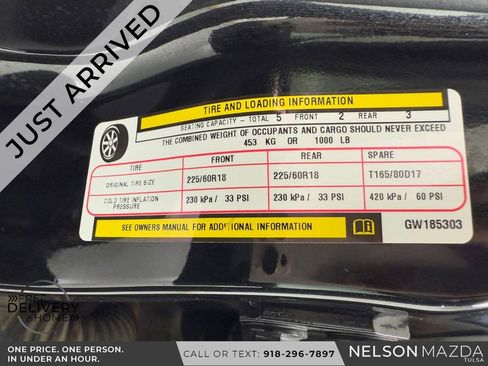 JUST ARRIVED
TIRE AND LOADING INFORMATION
SEATING CAPACITY - TOTAL 5 FRONT 2 REAR 3
THE COMBINED WEIGHT OF OCCUPANTS AND CARGO SHOULD NEVER EXCEED
453 KG OR 1000 LB
TIRE FRONT REAR SPARE
ORIGINAL TIRE SIZE 225/60R18 225/60R18 T165/80D17
COLD TIRE INFLATION PRESSURE 230 kPa / 33 PSI 230 kPa / 33 PSI 420 kPa / 60 PSI
SEE OWNERS MANUAL FOR ADDITIONAL INFORMATION
GW185303
FREE
DELIVERY
HOME
ONE PRICE. ONE PERSON.
IN UNDER AN HOUR.
CALL OR TEXT: 918-296-7897
NELSON MAZDA
TULSA